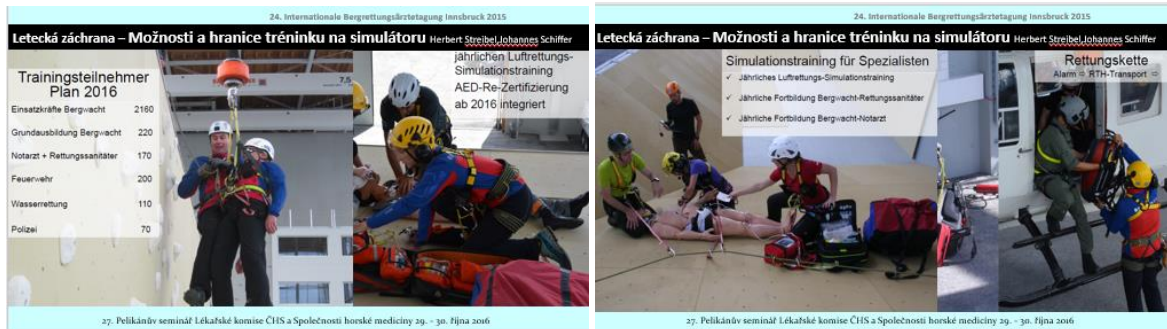 24. Internationale Bergrettungsärztetagung Innsbruck 2015
Letecká záchrana – Možnosti a hranice tréninku na simulátoru Herbert Streibel,Johannes Schiffer
Trainingsteilnehmer
Plan 2016
Einsatzkräfte Bergwacht 2160
Grundausbildung Bergwacht 220
Notarzt + Rettungssanitäter 170
Feuerwehr 200
Wasserrettung 110
Polizei 70
7,5
jährlichen Luftrettungs-
Simulationstraining
AED-Re-Zertifizierung
ab 2016 integriert
27. Pelikánův seminář Lékařské komise ČHS a Společnosti horské medicíny 29. - 30. října 2016
24. Internationale Bergrettungsärztetagung Innsbruck 2015
Letecká záchrana – Možnosti a hranice tréninku na simulátoru Herbert Streibel,Johannes Schiffer
Simulationstraining für Spezialisten
✓ Jährliches Luftrettungs-Simulationstraining
✓ Jährliche Fortbildung Bergwacht-Rettungssanitäter
✓ Jährliche Fortbildung Bergwacht-Notarzt
Rettungskette
Alarm ⇨ RTH-Transport ⇨
27. Pelikánův seminář Lékařské komise ČHS a Společnosti horské medicíny 29. - 30. října 2016